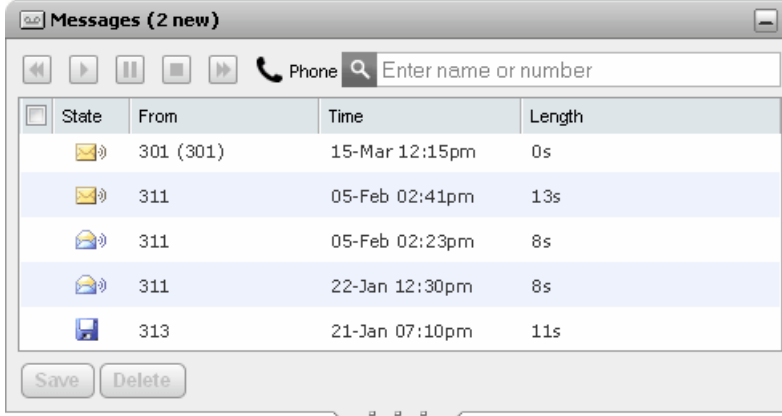 Messages (2 new)
Phone Enter name or number
State From Time Length
301 (301) 15-Mar 12:15pm 0s
311 05-Feb 02:41pm 13s
311 05-Feb 02:23pm 8s
311 22-Jan 12:30pm 8s
313 21-Jan 07:10pm 11s
Save Delete